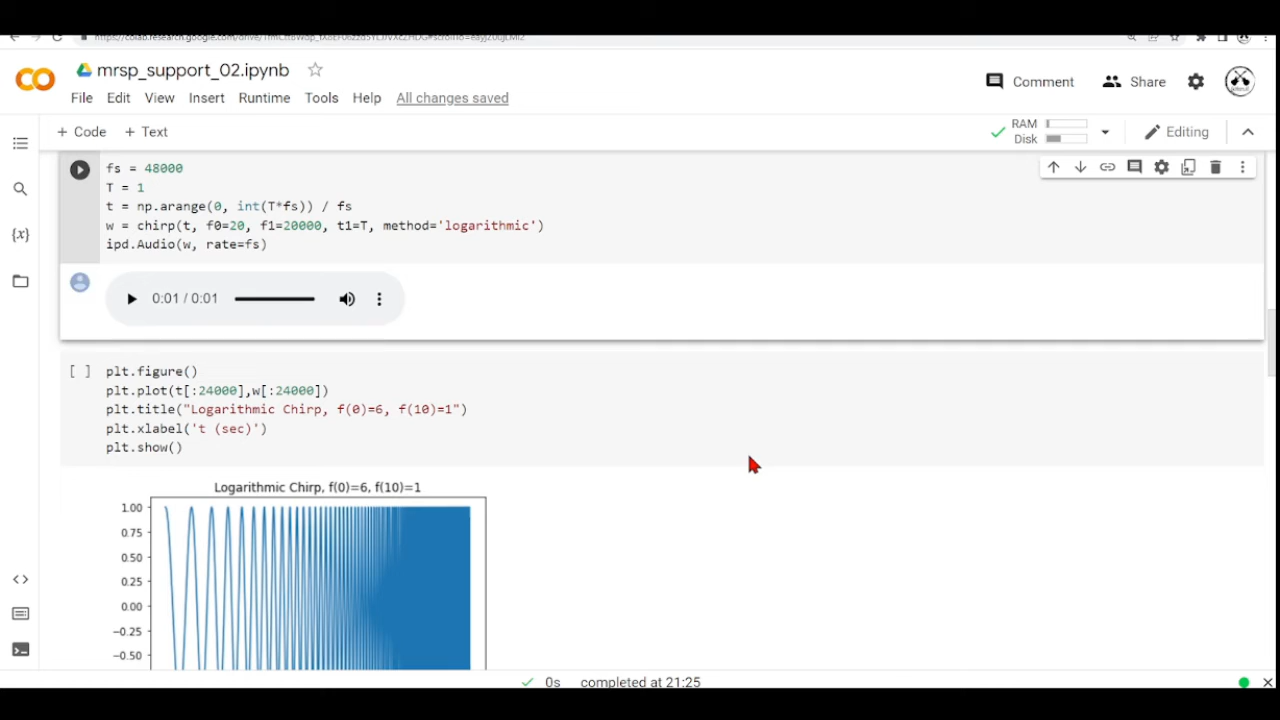 mrsp_support_02.ipynb
Comment
Share
File Edit View Insert Runtime Tools Help All changes saved
+ Code + Text
RAM
Disk
Editing
fs = 48000
T = 1
t = np.arange(0, int(T*fs)) / fs
w = chirp(t, f0=20, f1=20000, t1=T, method='logarithmic')
ipd.Audio(w, rate=fs)
{x}
0:01 / 0:01
[ ] plt.figure()
plt.plot(t[:24000],w[:24000])
plt.title("Logarithmic Chirp, f(0)=6, f(10)=1")
plt.xlabel('t (sec)')
plt.show()
Logarithmic Chirp, f(0)=6, f(10)=1
1.00
0.75
0.50
0.25
0.00
−0.25
−0.50
0s completed at 21:25